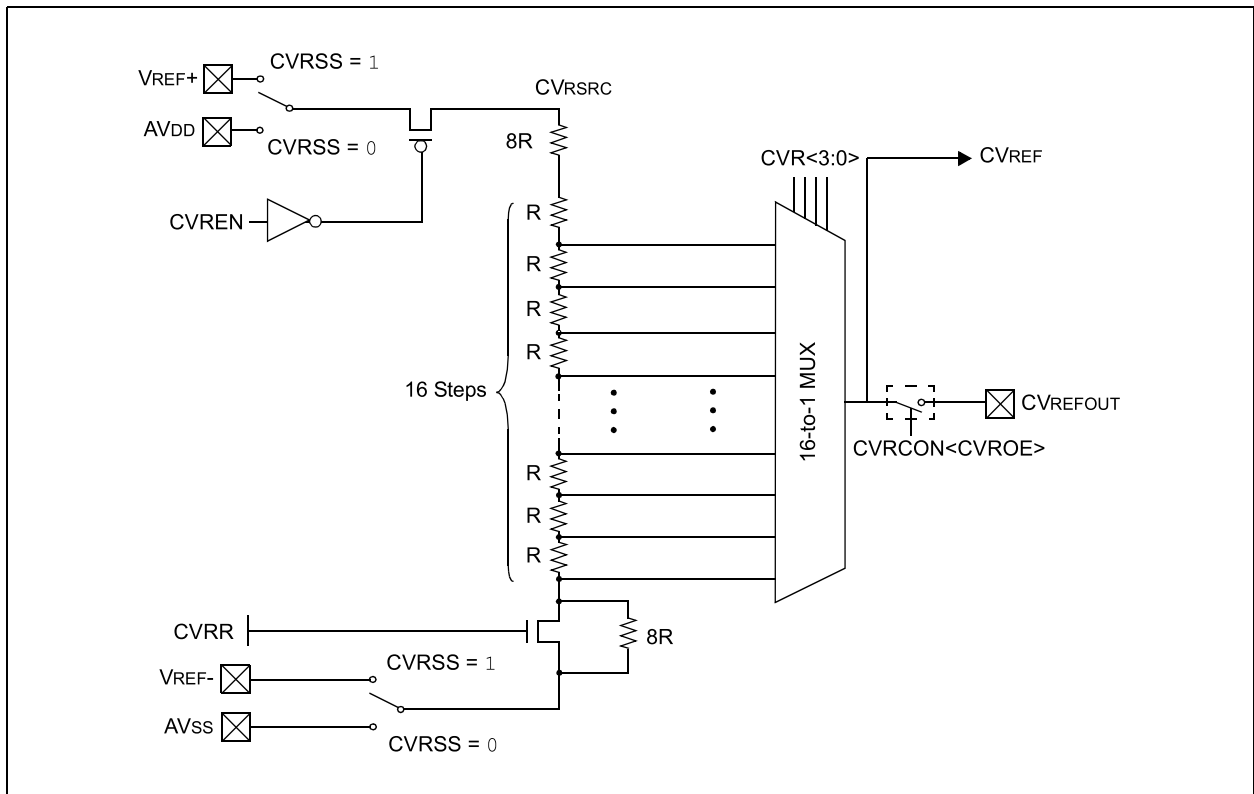 CVRSS = 1
VREF+
CVRSRC
AVDD
8R
CVRSS = 0
CVR<3:0>
CVREF
CVREN
R
R
R
R
16 Steps
16-to-1 MUX
CVREFOUT
CVRCON<CVROE>
R
R
R
CVRR
8R
CVRSS = 1
VREF-
AVSS
CVRSS = 0